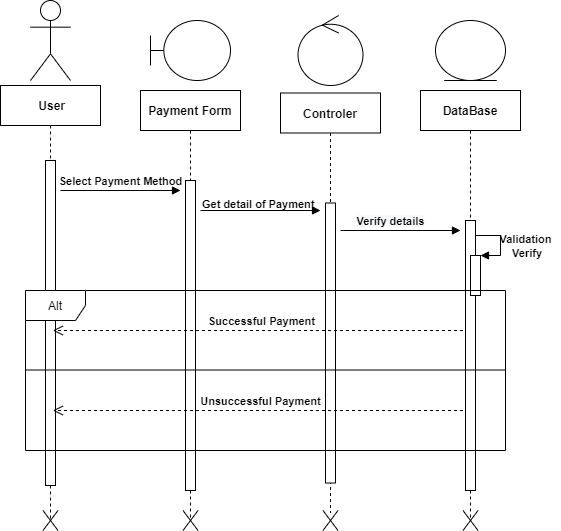 User
Payment Form
Controler
DataBase
Select Payment Method
Get detail of Payment
Verify details
Validation
Verify
Alt
Successful Payment
Unsuccessful Payment